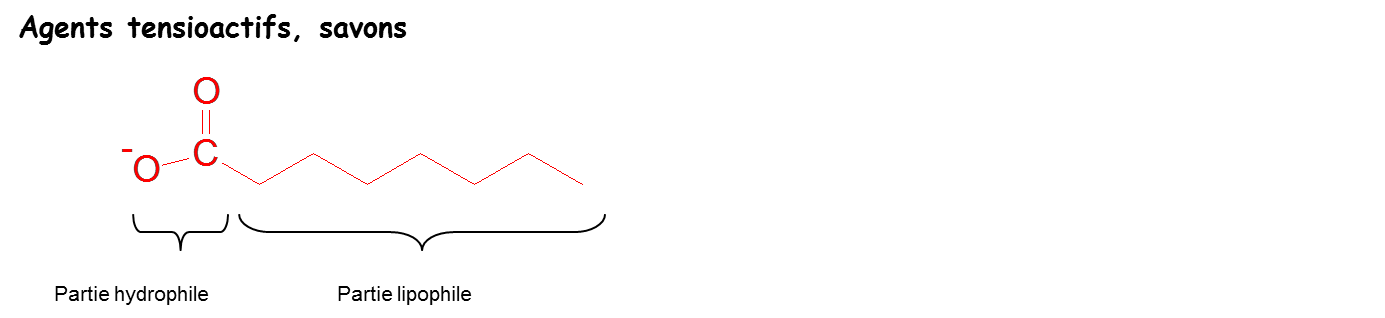 Agents tensioactifs, savons
O
C
-O
Partie hydrophile
Partie lipophile